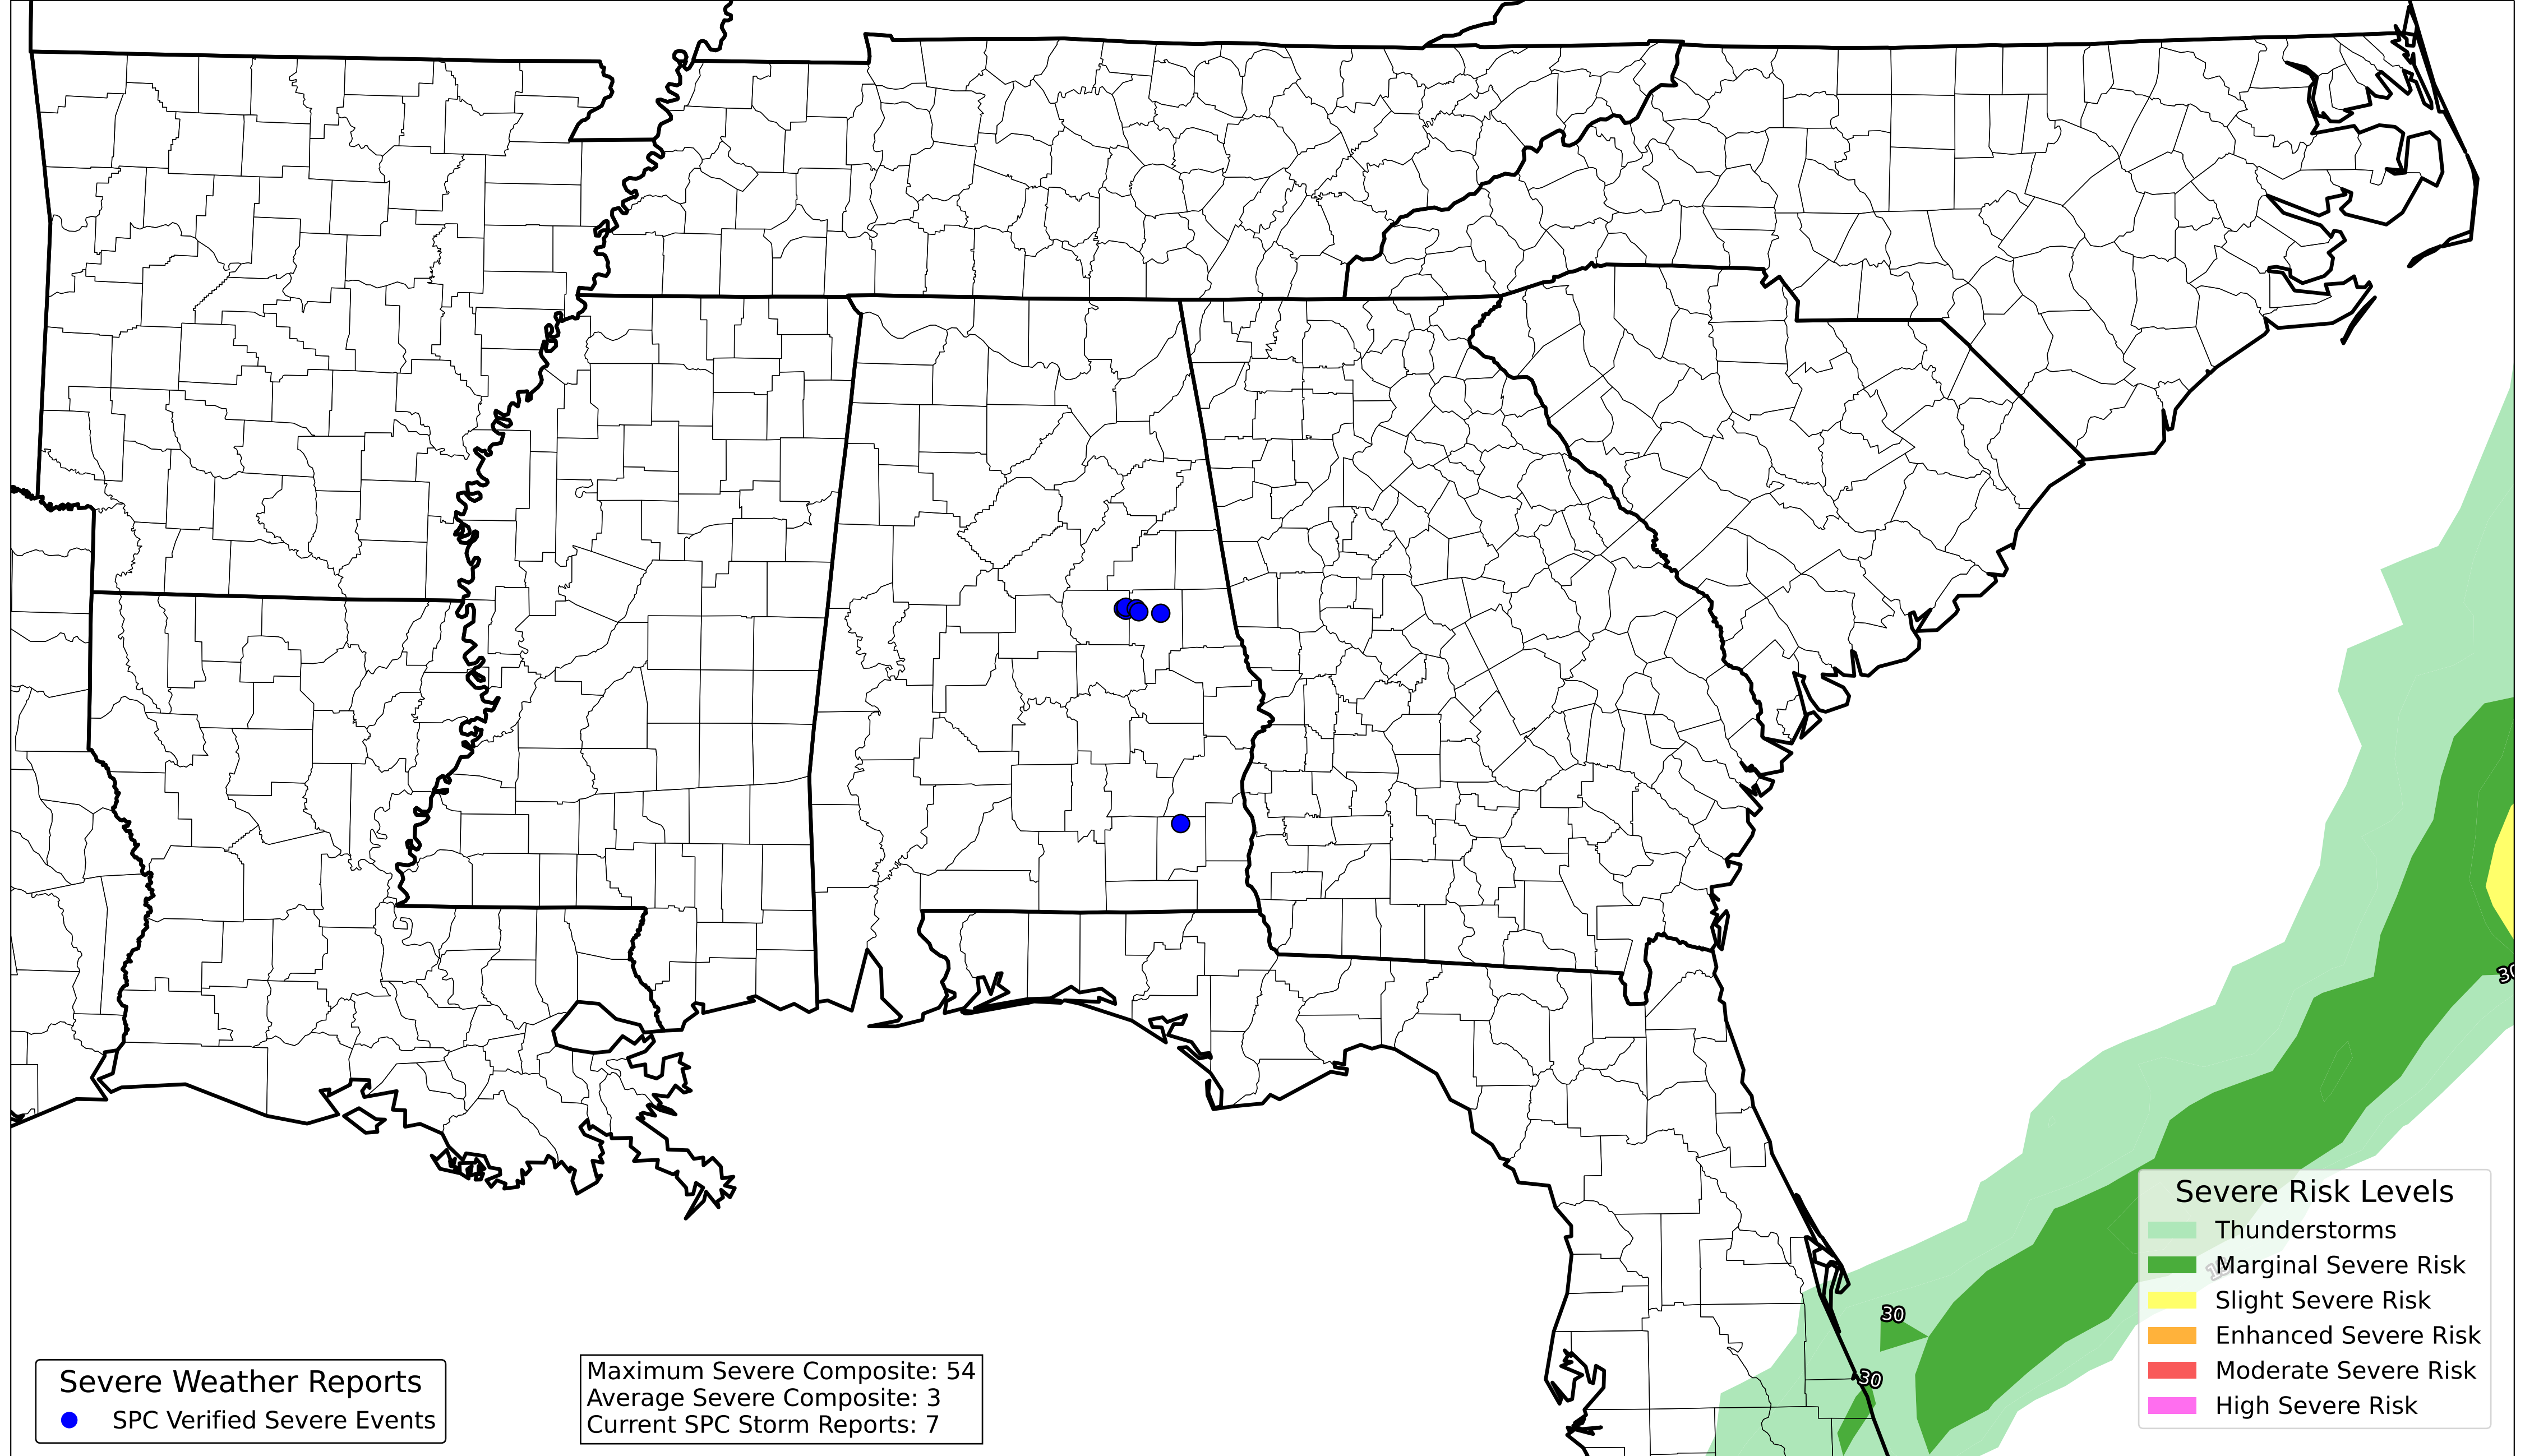 30
30
30
Severe Risk Levels
Thunderstorms
Marginal Severe Risk
Slight Severe Risk
Enhanced Severe Risk
Moderate Severe Risk
High Severe Risk
Severe Weather Reports
SPC Verified Severe Events
Maximum Severe Composite: 54
Average Severe Composite: 3
Current SPC Storm Reports: 7